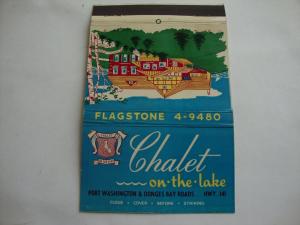 FLAGSTONE 4-9480
Chalet
on-the-lake
PORT WASHINGTON & DONGES BAY ROADS HWY. 141
CLOSE • COVER • BEFORE • STRIKING